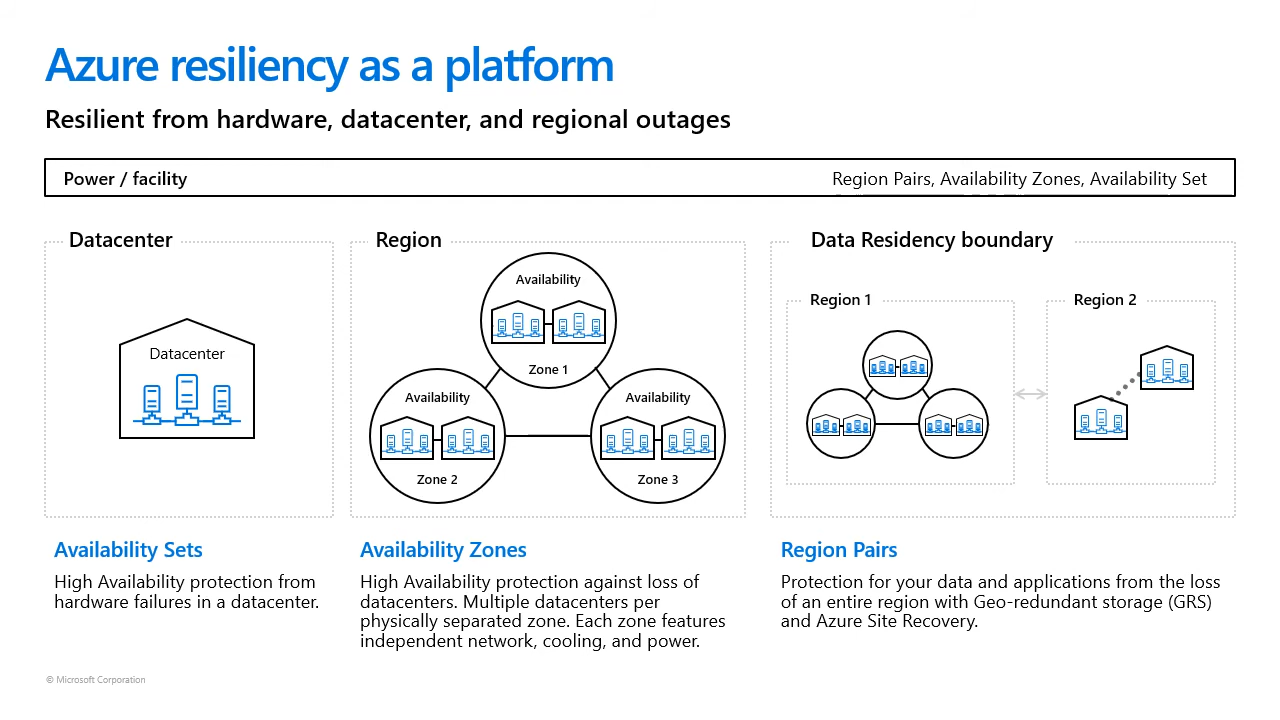 Azure resiliency as a platform
Resilient from hardware, datacenter, and regional outages
Power / facility
Region Pairs, Availability Zones, Availability Set
Datacenter
Datacenter
Region
Availability
Zone 1
Availability
Zone 2
Availability
Zone 3
Data Residency boundary
Region 1
Region 2
Availability Sets
High Availability protection from
hardware failures in a datacenter.
Availability Zones
High Availability protection against loss of
datacenters. Multiple datacenters per
physically separated zone. Each zone features
independent network, cooling, and power.
Region Pairs
Protection for your data and applications from the loss
of an entire region with Geo-redundant storage (GRS)
and Azure Site Recovery.
© Microsoft Corporation